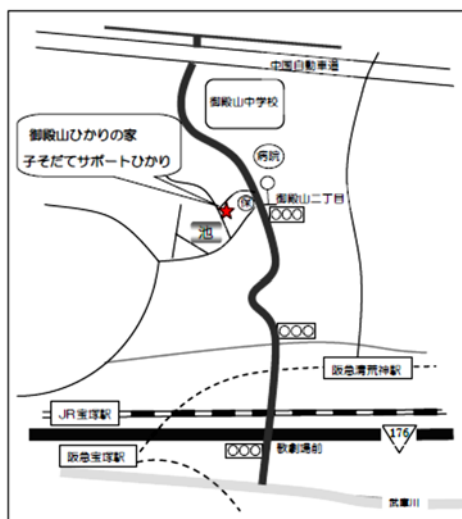 中国自動車道
御殿山中学校
御殿山ひかりの家
子そだてサポートひかり
病院
保
御殿山二丁目
池
阪急清荒神駅
JR宝塚駅
176
阪急宝塚駅
歌劇場前
武庫川